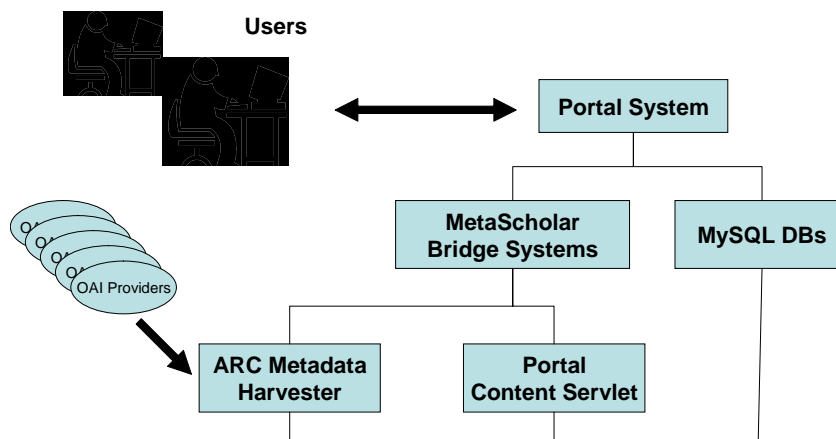 Users
Portal System
MetaScholar
Bridge Systems
MySQL DBs
OAI Providers
ARC Metadata
Harvester
Portal
Content Servlet